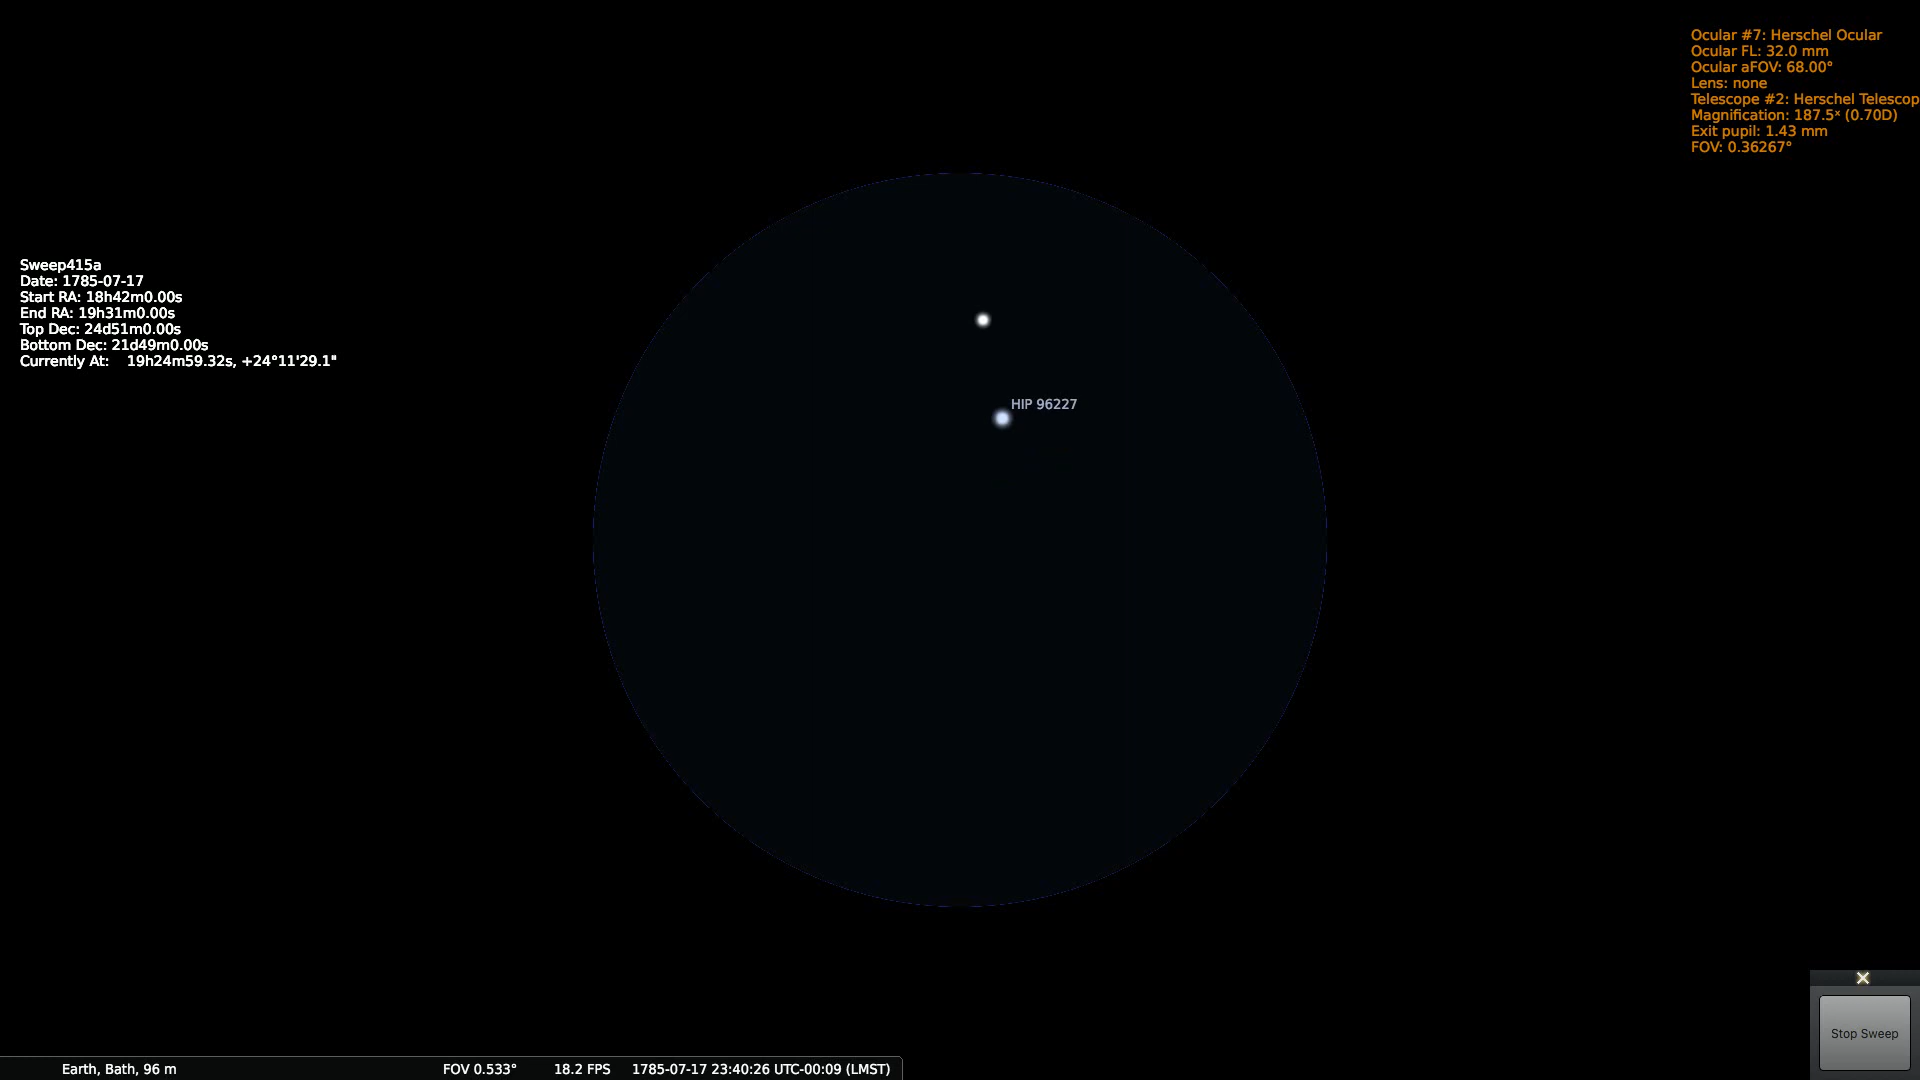 Ocular #7: Herschel Ocular
Ocular FL: 32.0 mm
Ocular aFOV: 68.00°
Lens: none
Telescope #2: Herschel Telescop
Magnification: 187.5ˣ (0.70D)
Exit pupil: 1.43 mm
FOV: 0.36267°
Sweep415a
Date: 1785-07-17
Start RA: 18h42m0.00s
End RA: 19h31m0.00s
Top Dec: 24d51m0.00s
Bottom Dec: 21d49m0.00s
Currently At: 19h24m59.32s, +24°11'29.1"
HIP 96227
Stop Sweep
Earth, Bath, 96 m FOV 0.533° 18.2 FPS 1785-07-17 23:40:26 UTC-00:09 (LMST)